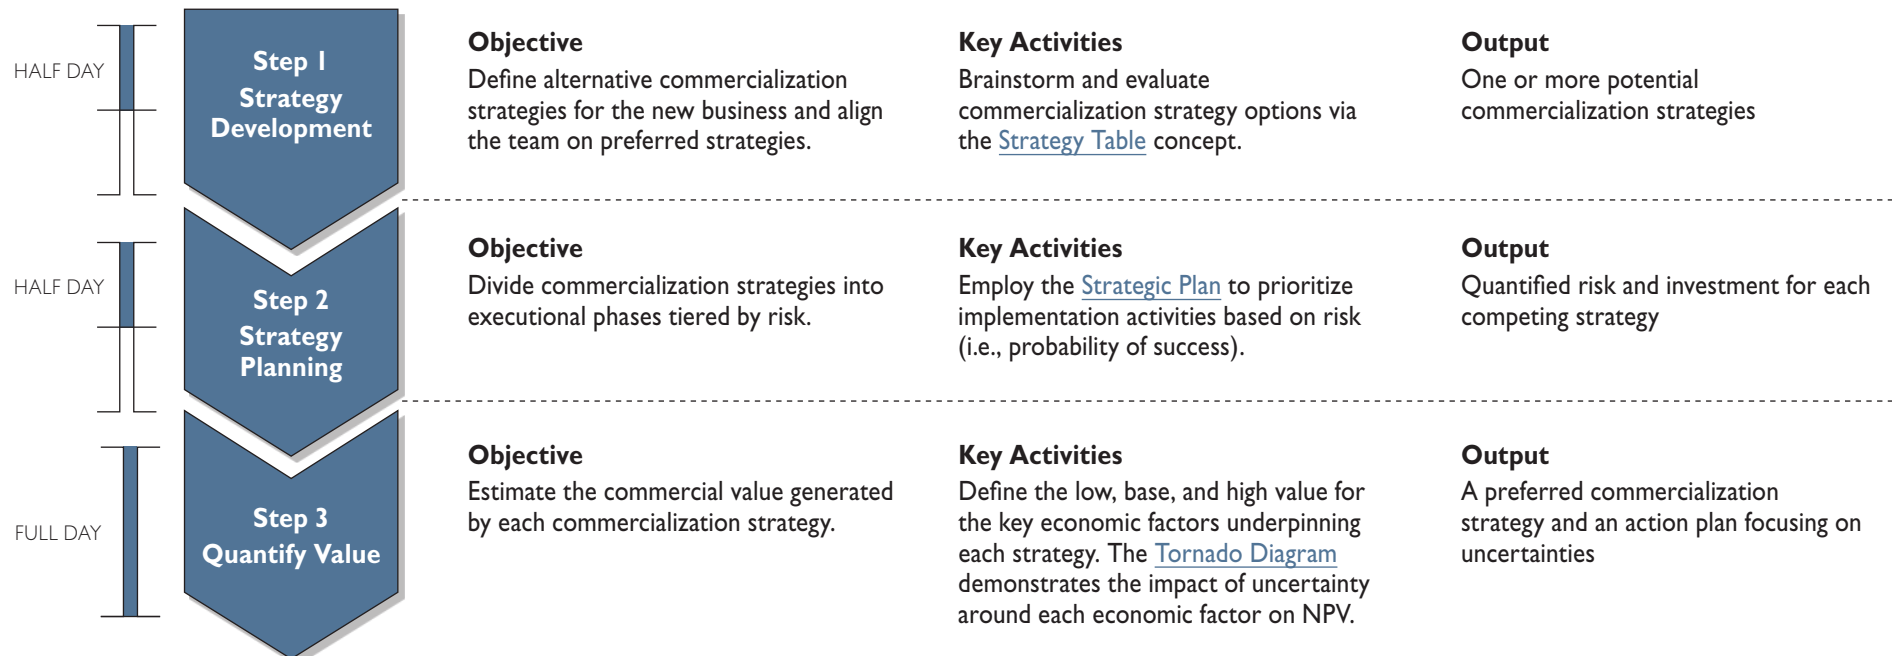 HALF DAY
Step 1
Strategy
Development
Objective
Define alternative commercialization
strategies for the new business and align
the team on preferred strategies.
Key Activities
Brainstorm and evaluate
commercialization strategy options via
the Strategy Table concept.
Output
One or more potential
commercialization strategies
HALF DAY
Step 2
Strategy
Planning
Objective
Divide commercialization strategies into
executional phases tiered by risk.
Key Activities
Employ the Strategic Plan to prioritize
implementation activities based on risk
(i.e., probability of success).
Output
Quantified risk and investment for each
competing strategy
FULL DAY
Step 3
Quantify Value
Objective
Estimate the commercial value generated
by each commercialization strategy.
Key Activities
Define the low, base, and high value for
the key economic factors underpinning
each strategy. The Tornado Diagram
demonstrates the impact of uncertainty
around each economic factor on NPV.
Output
A preferred commercialization
strategy and an action plan focusing on
uncertainties